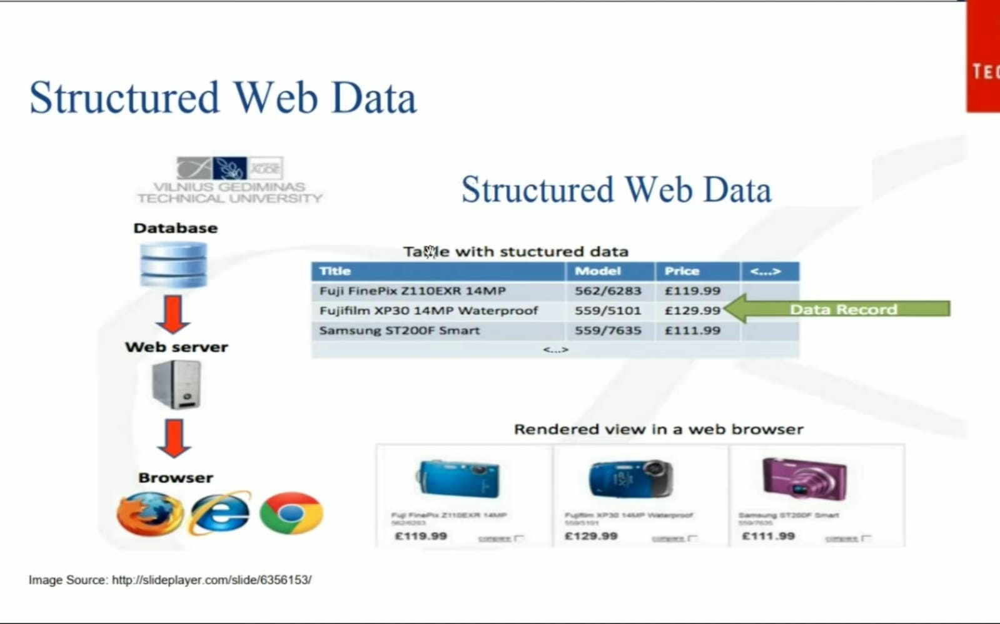 TEC
Structured Web Data
VILNIUS GEDIMINAS
TECHNICAL UNIVERSITY
Structured Web Data
Database
Web server
Browser
Table with stuctured data
Title Model Price <...>
Fuji FinePix Z110EXR 14MP 562/6283 £119.99
Fujifilm XP30 14MP Waterproof 559/5101 £129.99
Samsung ST200F Smart 559/7635 £111.99
<...>
Data Record
Rendered view in a web browser
Fuji FinePix Z110EXR 14MP
562/6283
£119.99 compare
Fujifilm XP30 14MP Waterproof
559/5101
£129.99 compare
Samsung ST200F Smart
559/7635
£111.99 compare
Image Source: http://slideplayer.com/slide/6356153/